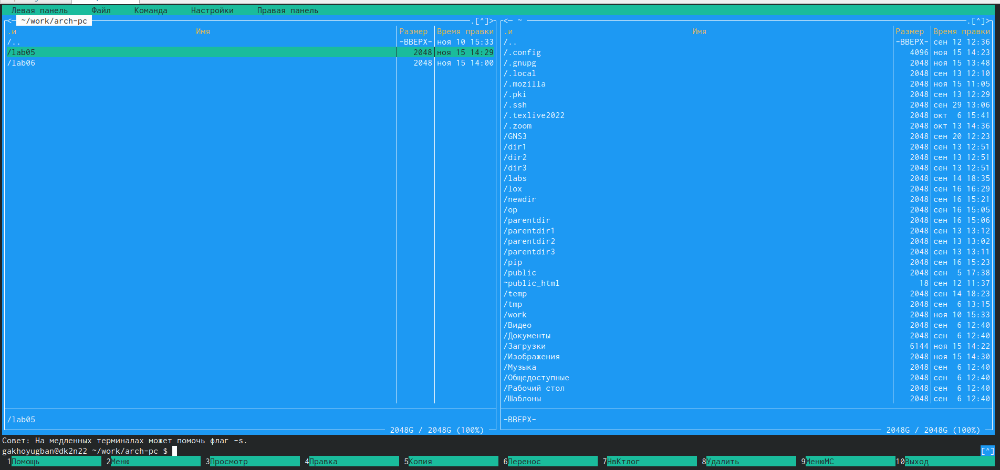 Левая панель Файл Команда Настройки Правая панель
<─ ~/work/arch-pc .[^]>
.и Имя Размер Время правки
/.. -ВВЕРХ- ноя 10 15:33
/lab05 2048 ноя 15 14:29
/lab06 2048 ноя 15 14:00
/lab05
2048G / 2048G (100%)
<─ ~ .[^]>
.и Имя Размер Время правки
/.. -ВВЕРХ- сен 12 12:36
/.config 4096 ноя 15 14:23
/.gnupg 2048 ноя 15 13:48
/.local 2048 сен 13 12:10
/.mozilla 2048 ноя 15 11:05
/.pki 2048 сен 13 12:29
/.ssh 2048 сен 29 13:06
/.texlive2022 2048 окт 6 15:41
/.zoom 2048 окт 13 14:36
/GNS3 2048 сен 20 12:23
/dir1 2048 сен 13 12:51
/dir2 2048 сен 13 12:51
/dir3 2048 сен 13 12:51
/labs 2048 сен 14 18:35
/lox 2048 сен 16 16:29
/newdir 2048 сен 16 15:21
/op 2048 сен 16 15:05
/parentdir 2048 сен 16 15:06
/parentdir1 2048 сен 13 13:12
/parentdir2 2048 сен 13 13:02
/parentdir3 2048 сен 13 13:11
/pip 2048 сен 16 15:23
/public 2048 сен 5 17:38
~public_html 18 сен 12 11:37
/temp 2048 сен 14 18:23
/tmp 2048 сен 6 13:15
/work 2048 ноя 10 15:33
/Видео 2048 сен 6 12:40
/Документы 2048 сен 6 12:40
/Загрузки 6144 ноя 15 14:22
/Изображения 2048 ноя 15 14:30
/Музыка 2048 сен 6 12:40
/Общедоступные 2048 сен 6 12:40
/Рабочий стол 2048 сен 6 12:40
/Шаблоны 2048 сен 6 12:40
-ВВЕРХ-
2048G / 2048G (100%)
Совет: На медленных терминалах может помочь флаг -s.
gakhoyugban@dk2n22 ~/work/arch-pc $ [^]
1Помощь 2Меню 3Просмотр 4Правка 5Копия 6Перенос 7НвКтлог 8Удалить 9МенюMC 10Выход